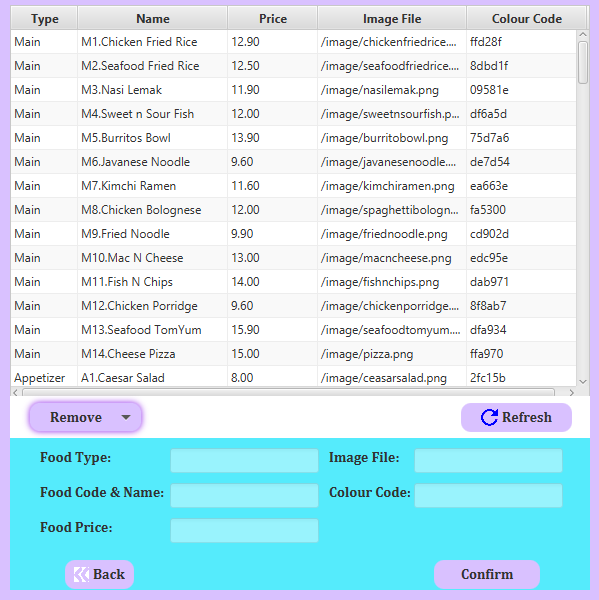 Type Name Price Image File Colour Code
Main M1.Chicken Fried Rice 12.90 /image/chickenfriedrice.... ffd28f
Main M2.Seafood Fried Rice 12.50 /image/seafoodfriedrice.... 8dbd1f
Main M3.Nasi Lemak 11.90 /image/nasilemak.png 09581e
Main M4.Sweet n Sour Fish 12.00 /image/sweetnsourfish.p... df6a5d
Main M5.Burritos Bowl 13.90 /image/burritobowl.png 75d7a6
Main M6.Javanese Noodle 9.60 /image/javanesenoodle.... de7d54
Main M7.Kimchi Ramen 11.60 /image/kimchiramen.png ea663e
Main M8.Chicken Bolognese 12.00 /image/spaghettibologn... fa5300
Main M9.Fried Noodle 9.90 /image/friednoodle.png cd902d
Main M10.Mac N Cheese 13.00 /image/macncheese.png edc95e
Main M11.Fish N Chips 14.00 /image/fishnchips.png dab971
Main M12.Chicken Porridge 9.60 /image/chickenporridge.... 8f8ab7
Main M13.Seafood TomYum 15.90 /image/seafoodtomyum.... dfa934
Main M14.Cheese Pizza 15.00 /image/pizza.png ffa970
Appetizer A1.Caesar Salad 8.00 /image/ceasarsalad.png 2fc15b
Remove Refresh
Food Type: Image File:
Food Code & Name: Colour Code:
Food Price:
Back Confirm